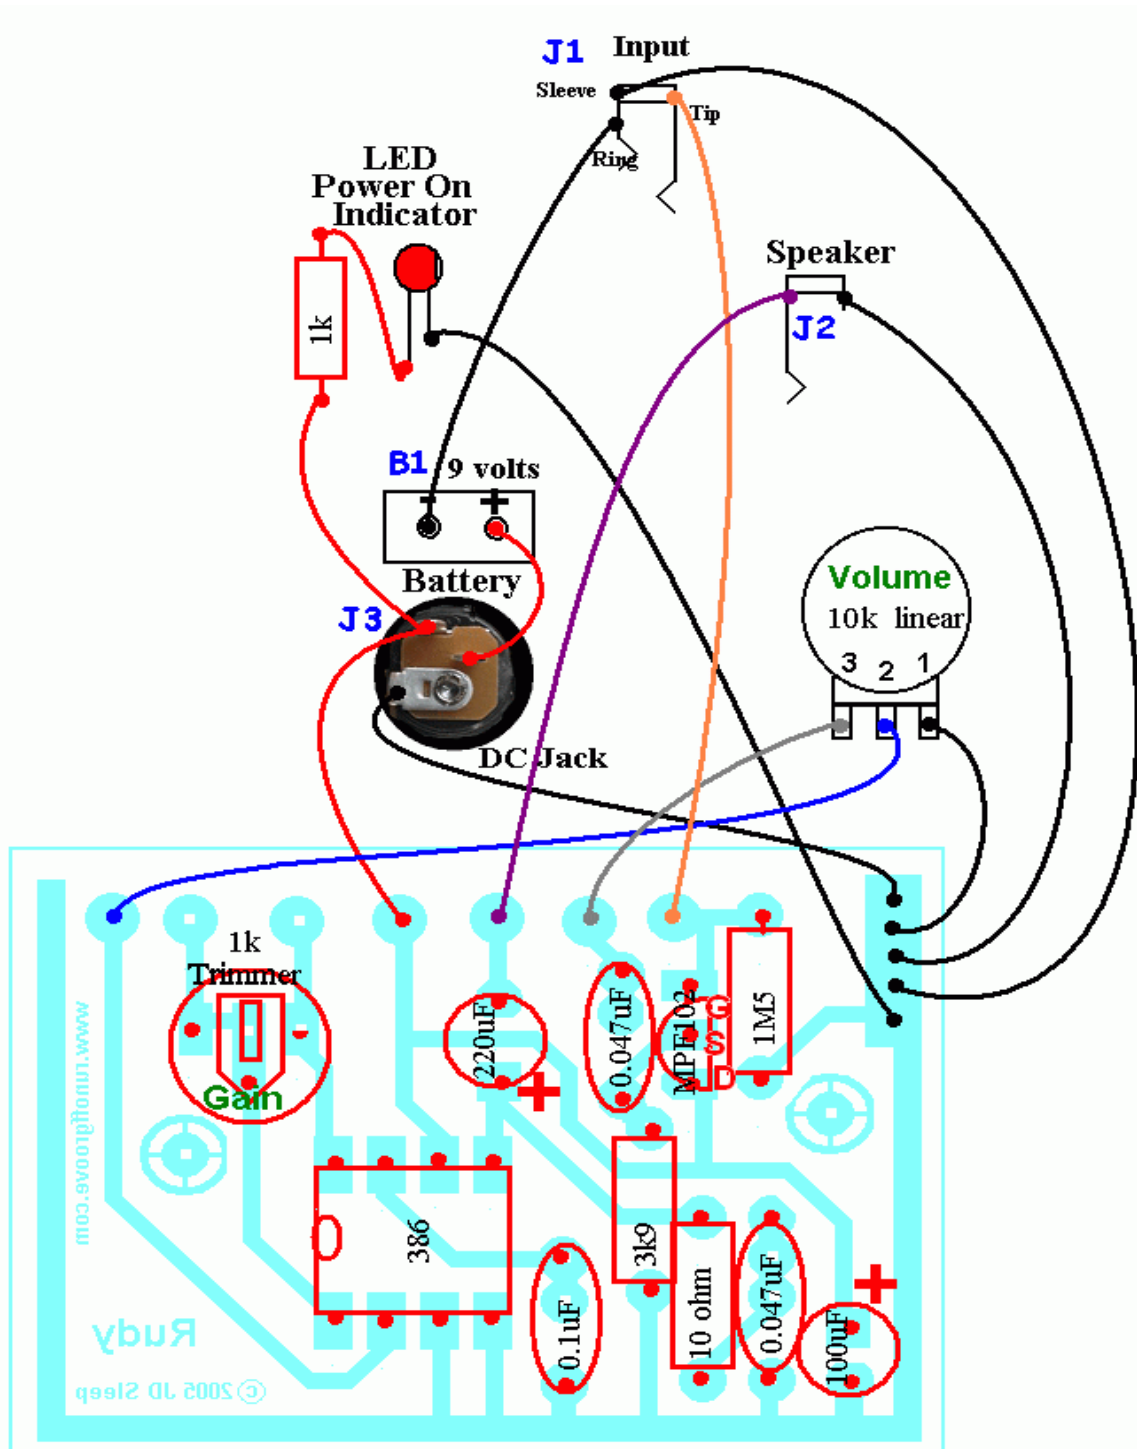 J1
Input
Sleeve
Tip
Ring
LED
Power On
Indicator
1k
Speaker
J2
B1
9 volts
- +
Battery
J3
DC Jack
Volume
10k linear
3 2 1
1k
Trimmer
Gain
www.runoffgroove.com
220uF
+
0.047uF
MPF102
G
S
D
1M5
386
3k9
0.1uF
10 ohm
0.047uF
+
100uF
Rudy
© 2005 JD Sleep